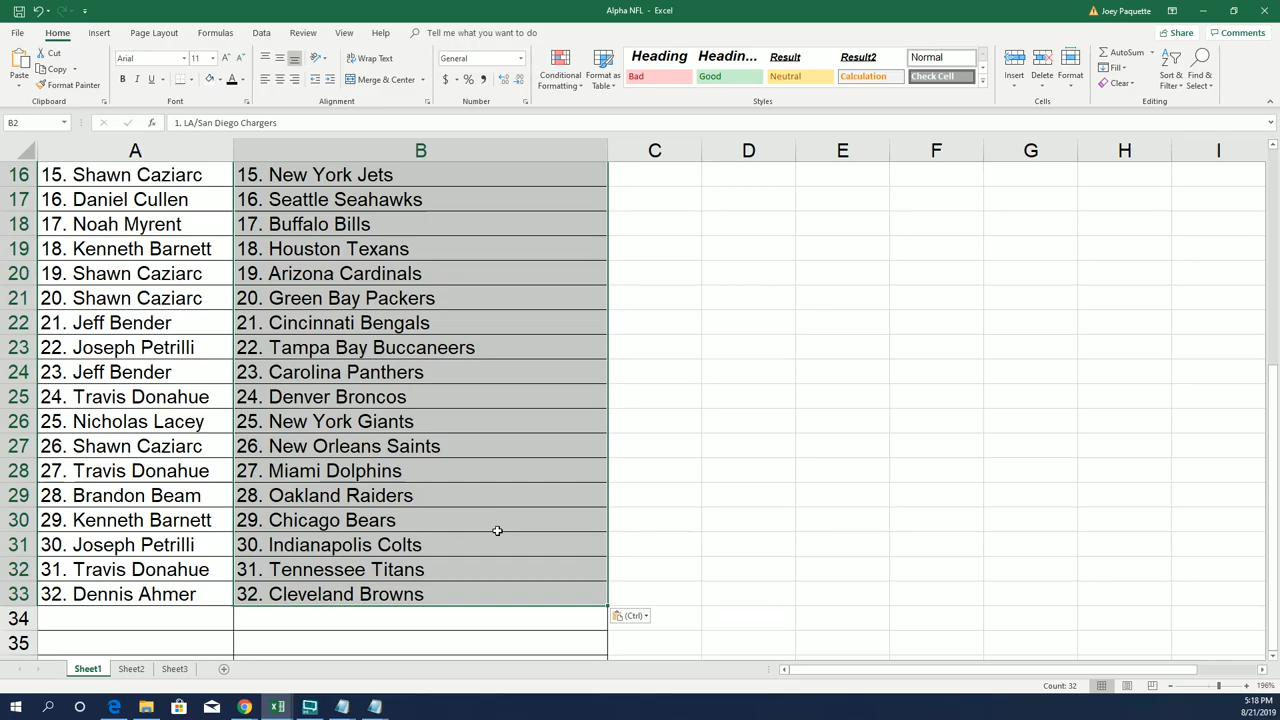 Alpha NFL - Excel
Joey Paquette
File Home Insert Page Layout Formulas Data Review View Help Tell me what you want to do
Share Comments
Paste
Cut
Copy
Format Painter
Clipboard
Arial 11
B I U
Font
Wrap Text
Merge & Center
Alignment
General
$ % ,
Number
Conditional Formatting
Format as Table
Heading Headin... Result Result2 Normal
Bad Good Neutral Calculation Check Cell
Styles
Insert Delete Format
Cells
AutoSum
Fill
Clear
Sort & Filter
Find & Select
Editing
B2 fx 1. LA/San Diego Chargers
A B C D E F G H I
16 15. Shawn Caziarc 15. New York Jets
17 16. Daniel Cullen 16. Seattle Seahawks
18 17. Noah Myrent 17. Buffalo Bills
19 18. Kenneth Barnett 18. Houston Texans
20 19. Shawn Caziarc 19. Arizona Cardinals
21 20. Shawn Caziarc 20. Green Bay Packers
22 21. Jeff Bender 21. Cincinnati Bengals
23 22. Joseph Petrilli 22. Tampa Bay Buccaneers
24 23. Jeff Bender 23. Carolina Panthers
25 24. Travis Donahue 24. Denver Broncos
26 25. Nicholas Lacey 25. New York Giants
27 26. Shawn Caziarc 26. New Orleans Saints
28 27. Travis Donahue 27. Miami Dolphins
29 28. Brandon Beam 28. Oakland Raiders
30 29. Kenneth Barnett 29. Chicago Bears
31 30. Joseph Petrilli 30. Indianapolis Colts
32 31. Travis Donahue 31. Tennessee Titans
33 32. Dennis Ahmer 32. Cleveland Browns
34 (Ctrl)
35
Sheet1 Sheet2 Sheet3
Count: 32 196%
5:18 PM
8/21/2019